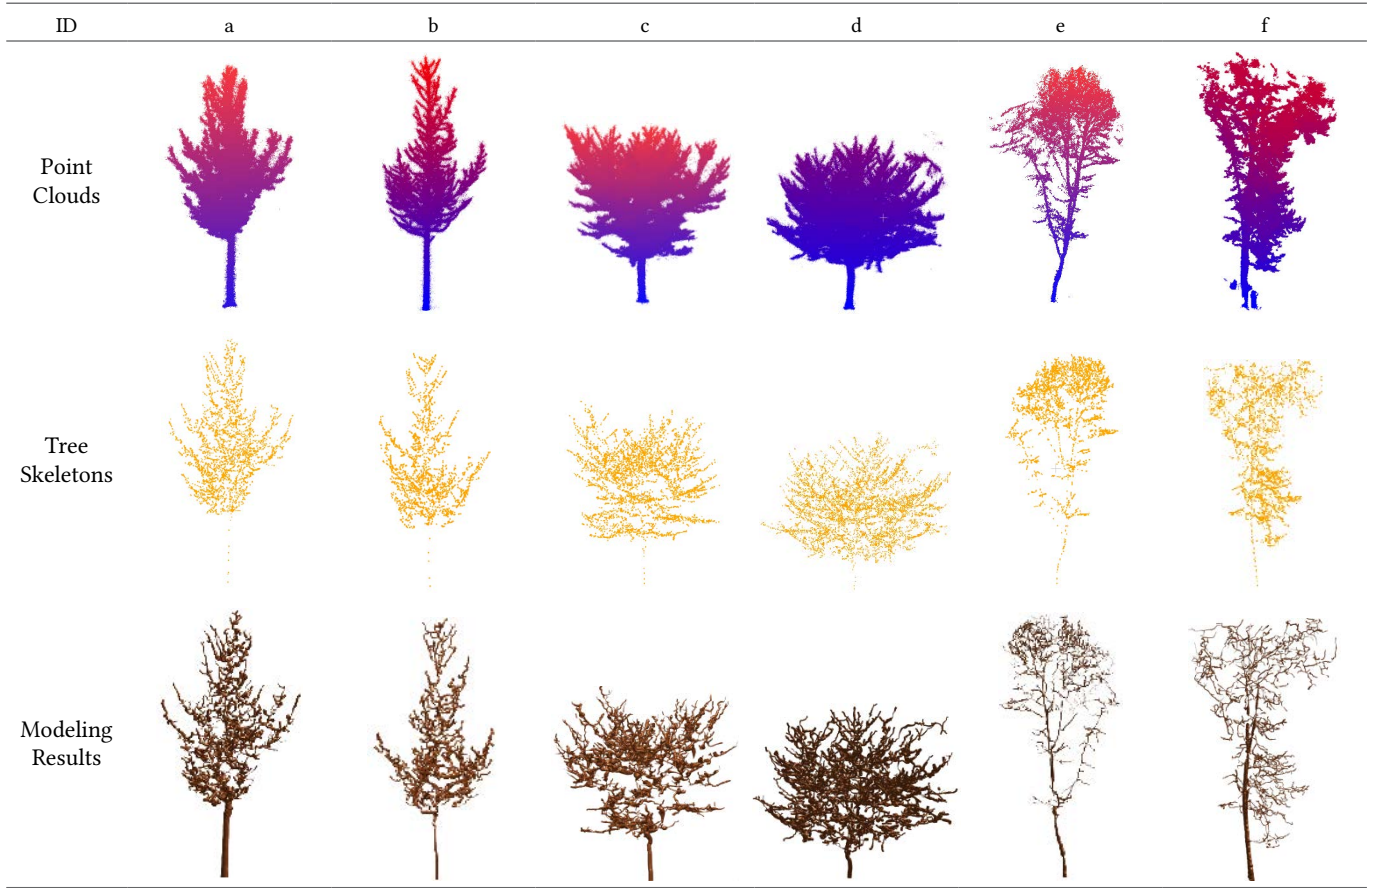 ID a b c d e f
Point
Clouds
Tree
Skeletons
Modeling
Results